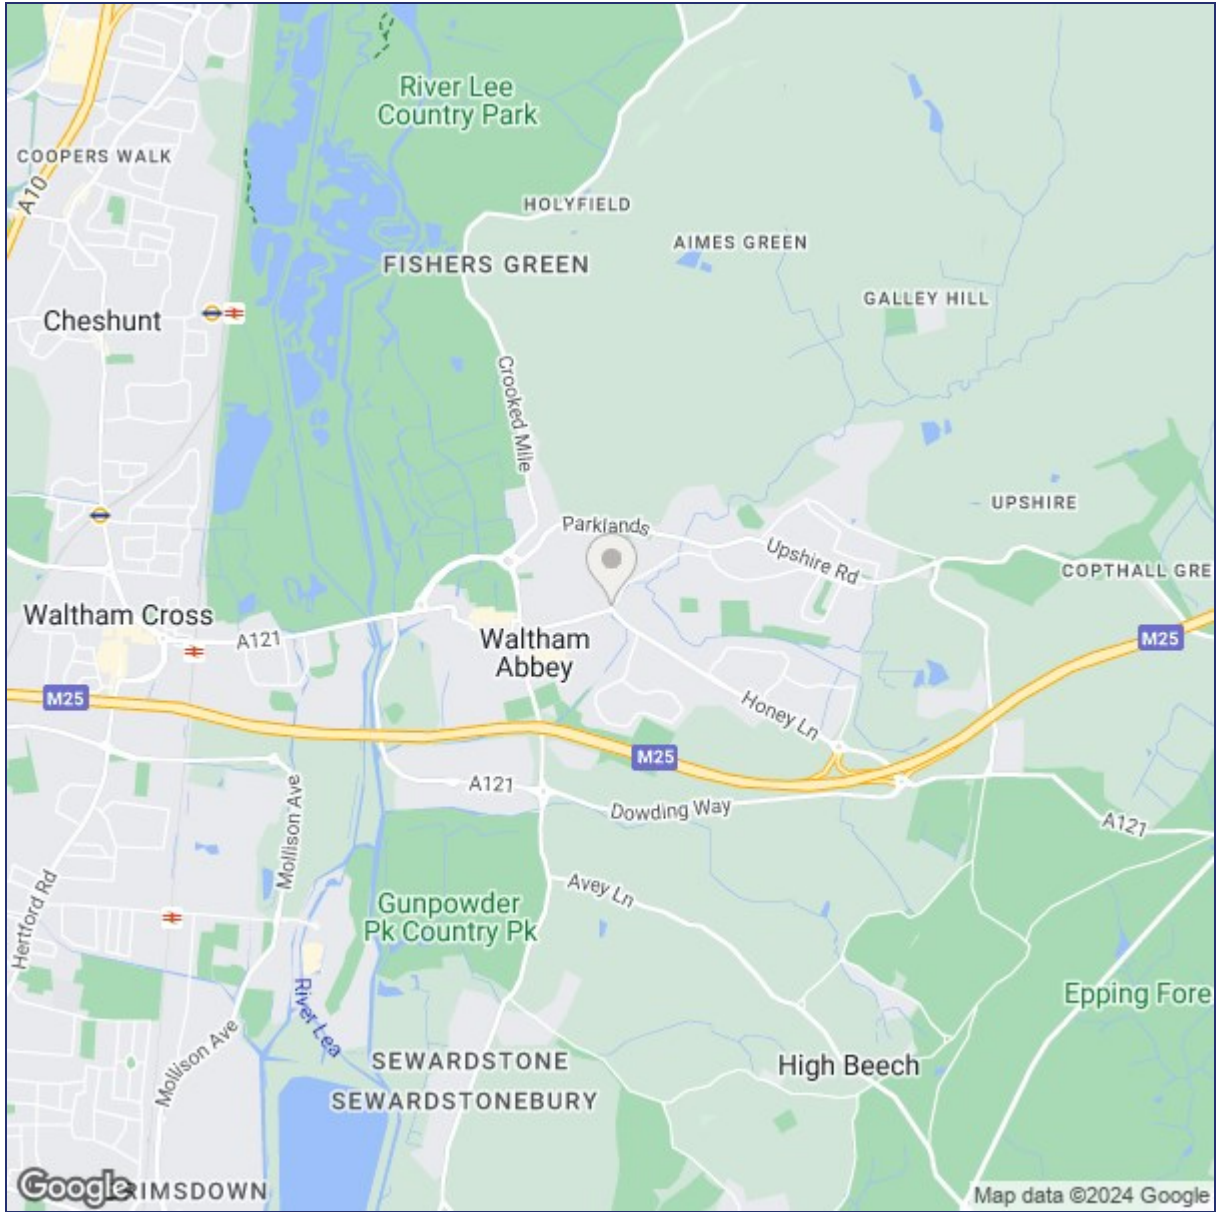 River Lee
Country Park
COOPERS WALK
A10
HOLYFIELD
AIMES GREEN
FISHERS GREEN
GALLEY HILL
Cheshunt
Crooked Mile
UPSHIRE
Parklands
Upshire Rd
COPTHALL GRE
Waltham Cross
A121
Waltham
Abbey
M25
M25
Honey Ln
M25
A121
Dowding Way
A121
Mollison Ave
Avey Ln
Hertford Rd
Gunpowder
Pk Country Pk
Epping Fore
River Lea
Mollison Ave
SEWARDSTONE
High Beech
SEWARDSTONEBURY
Google
RIMSDOWN
Map data ©2024 Google